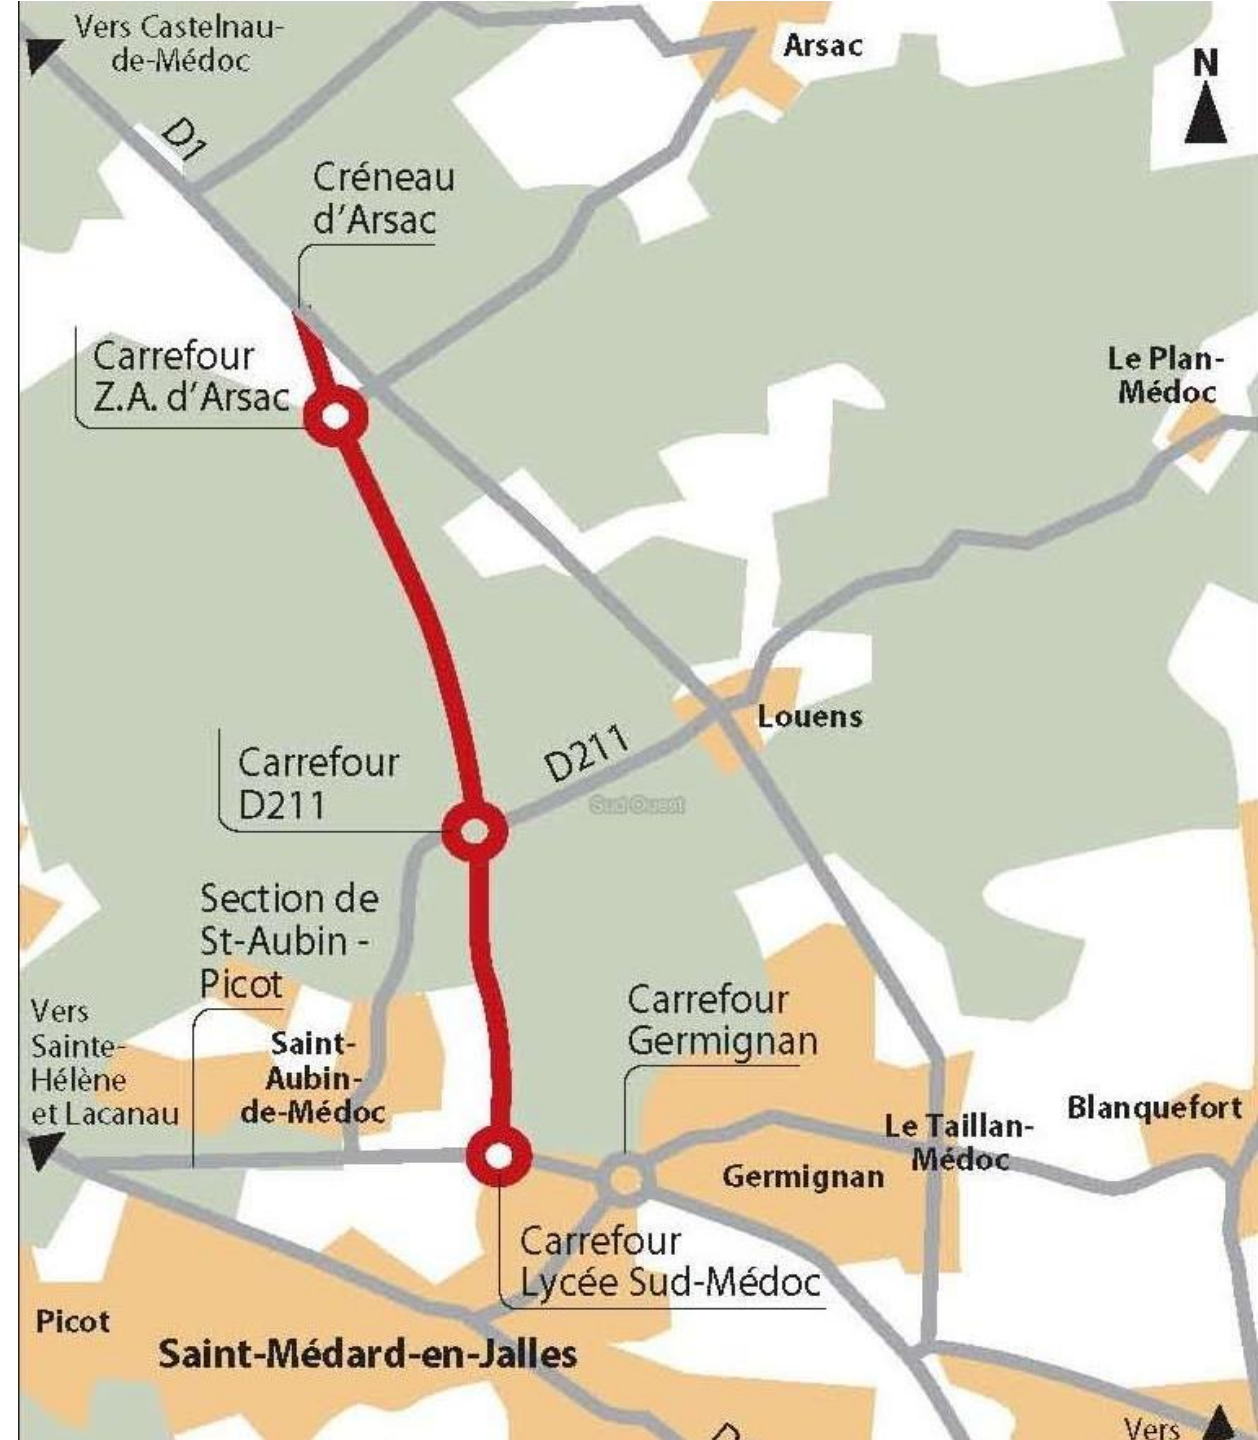 Vers Castelnau-
de-Médoc
Arsac
N
D1
Créneau
d'Arsac
Carrefour
Z.A. d'Arsac
Le Plan-
Médoc
Louens
D211
Carrefour
D211
Sud Ouest
Section de
St-Aubin -
Picot
Vers
Sainte-
Hélène
et Lacanau
Saint-
Aubin-
de-Médoc
Carrefour
Germignan
Blanquefort
Le Taillan-
Médoc
Germignan
Carrefour
Lycée Sud-Médoc
Picot
Saint-Médard-en-Jalles
Vers